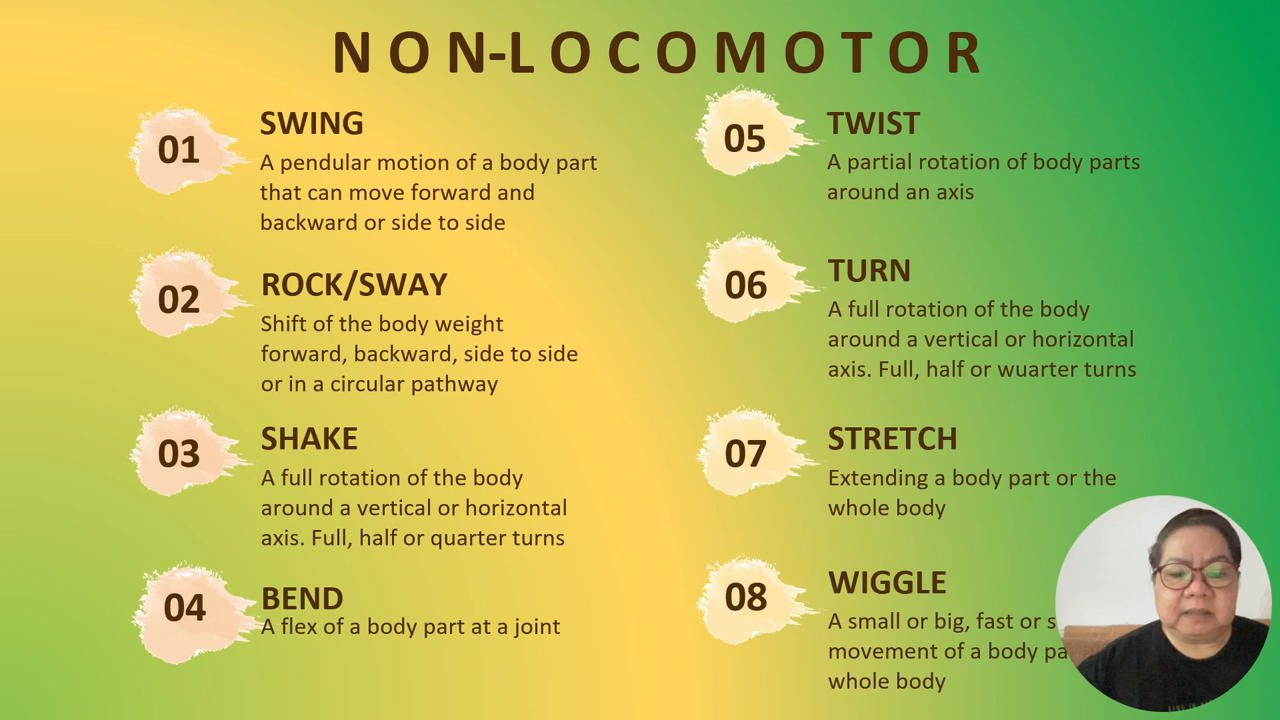 NON-LOCOMOTOR
01
SWING
A pendular motion of a body part
that can move forward and
backward or side to side
02
ROCK/SWAY
Shift of the body weight
forward, backward, side to side
or in a circular pathway
03
SHAKE
A full rotation of the body
around a vertical or horizontal
axis. Full, half or quarter turns
04
BEND
A flex of a body part at a joint
05
TWIST
A partial rotation of body parts
around an axis
06
TURN
A full rotation of the body
around a vertical or horizontal
axis. Full, half or wuarter turns
07
STRETCH
Extending a body part or the
whole body
08
WIGGLE
A small or big, fast or
movement of a body
whole body